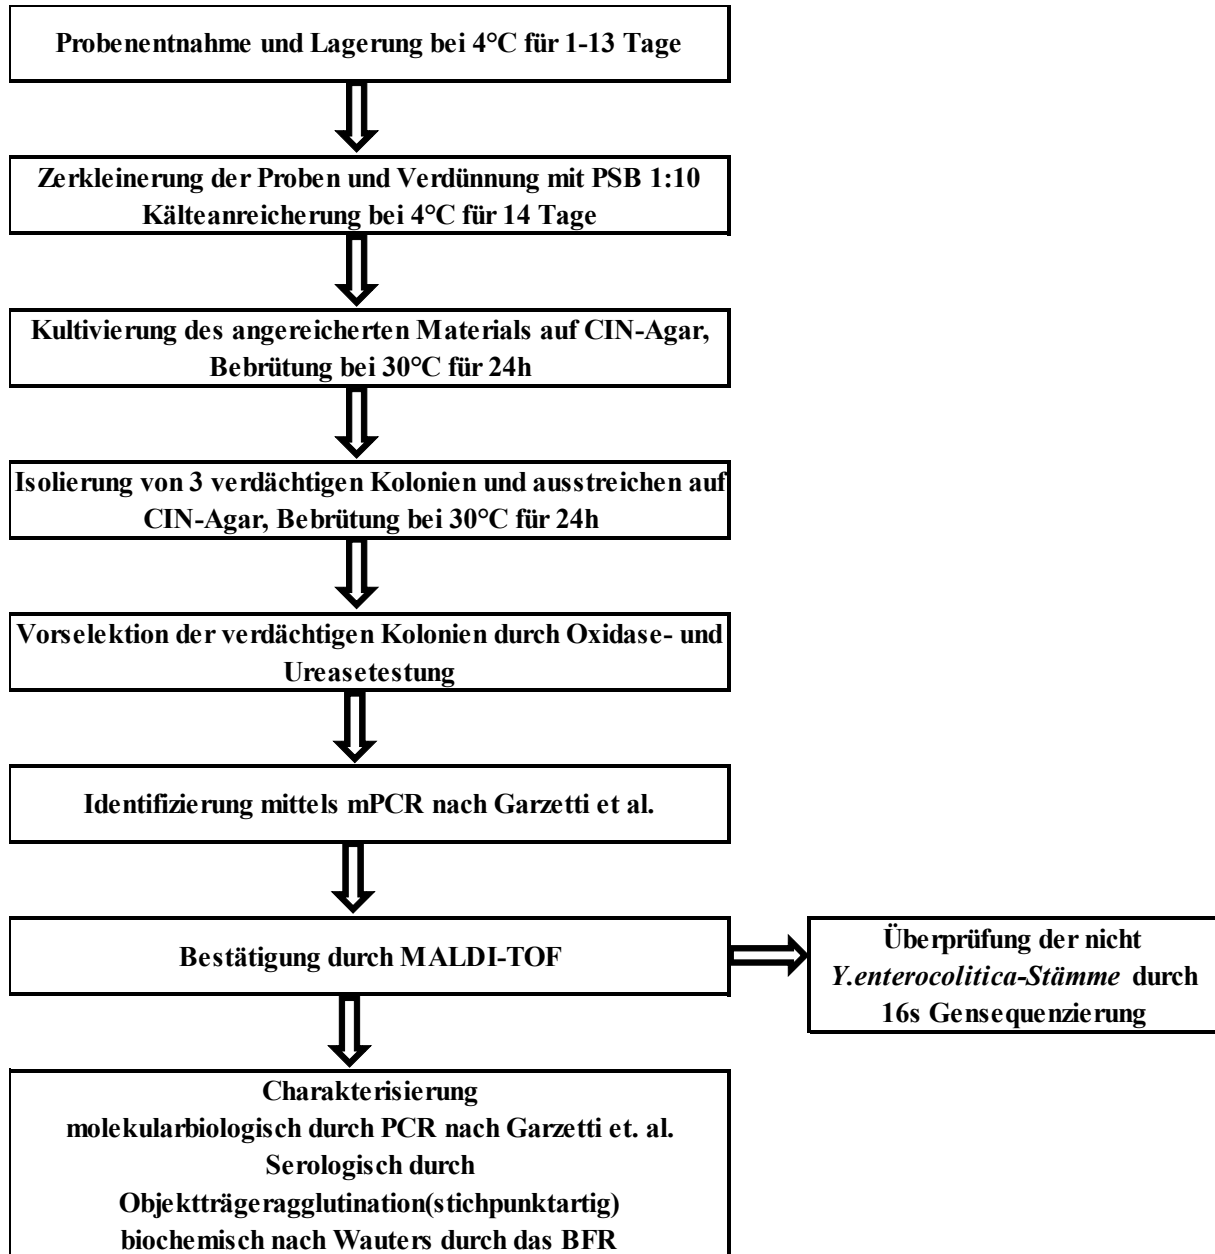 Probenentnahme und Lagerung bei 4°C für 1-13 Tage
Zerkleinerung der Proben und Verdünnung mit PSB 1:10
Kälteanreicherung bei 4°C für 14 Tage
Kultivierung des angereicherten Materials auf CIN-Agar,
Bebrütung bei 30°C für 24h
Isolierung von 3 verdächtigen Kolonien und ausstreichen auf
CIN-Agar, Bebrütung bei 30°C für 24h
Vorselektion der verdächtigen Kolonien durch Oxidase- und
Ureasetestung
Identifizierung mittels mPCR nach Garzetti et al.
Bestätigung durch MALDI-TOF
Überprüfung der nicht
Y.enterocolitica-Stämme durch
16s Gensequenzierung
Charakterisierung
molekularbiologisch durch PCR nach Garzetti et. al.
Serologisch durch
Objektträgeragglutination(stichpunktartig)
biochemisch nach Wauters durch das BFR